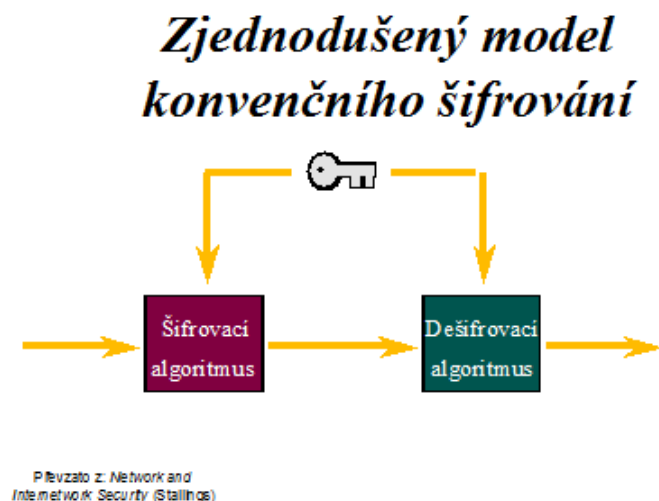 Zjednodušený model
konvenčního šifrování
Šifrovací
algoritmus
Dešifrovací
algoritmus
Převzato z: Network and
Internetwork Security (Stallings)